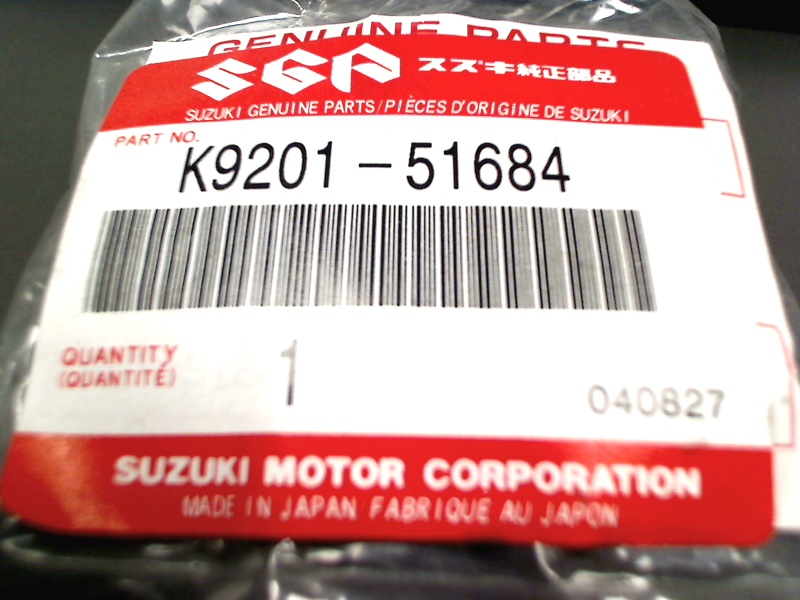 GENUINE PARTS
SGP スズキ純正部品
SUZUKI GENUINE PARTS/PIÈCES D'ORIGINE DE SUZUKI
PART NO.
K9201-51684
QUANTITY 1
(QUANTITÉ)
040827
SUZUKI MOTOR CORPORATION
MADE IN JAPAN FABRIQUE AU JAPON